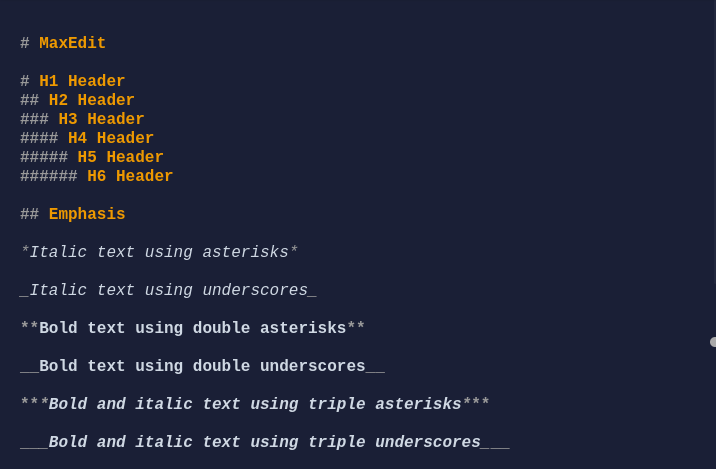 # MaxEdit
# H1 Header
## H2 Header
### H3 Header
#### H4 Header
##### H5 Header
###### H6 Header
## Emphasis
*Italic text using asterisks*
_Italic text using underscores_
**Bold text using double asterisks**
__Bold text using double underscores__
***Bold and italic text using triple asterisks***
___Bold and italic text using triple underscores___